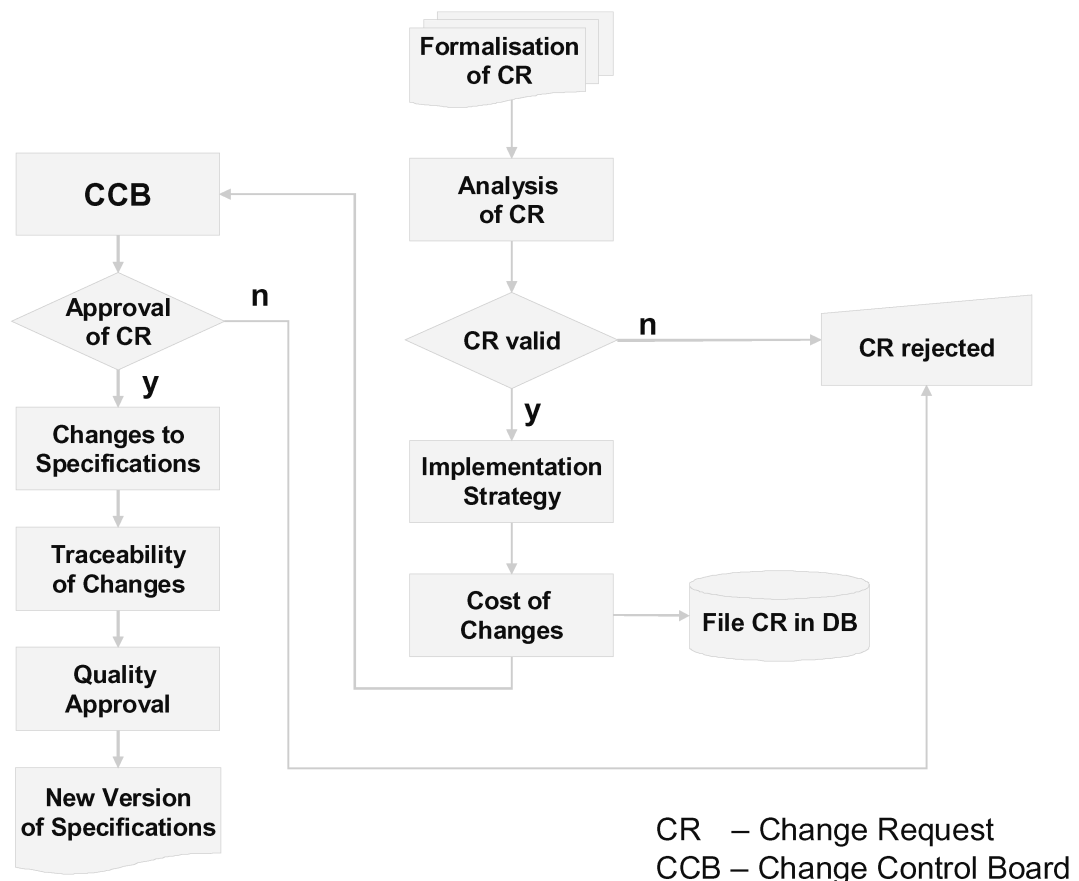 Formalisation
of CR
Analysis
of CR
CCB
Approval
of CR
n
CR valid
n
CR rejected
y
y
Changes to
Specifications
Implementation
Strategy
Traceability
of Changes
Cost of
Changes
File CR in DB
Quality
Approval
New Version
of Specifications
CR – Change Request
CCB – Change Control Board